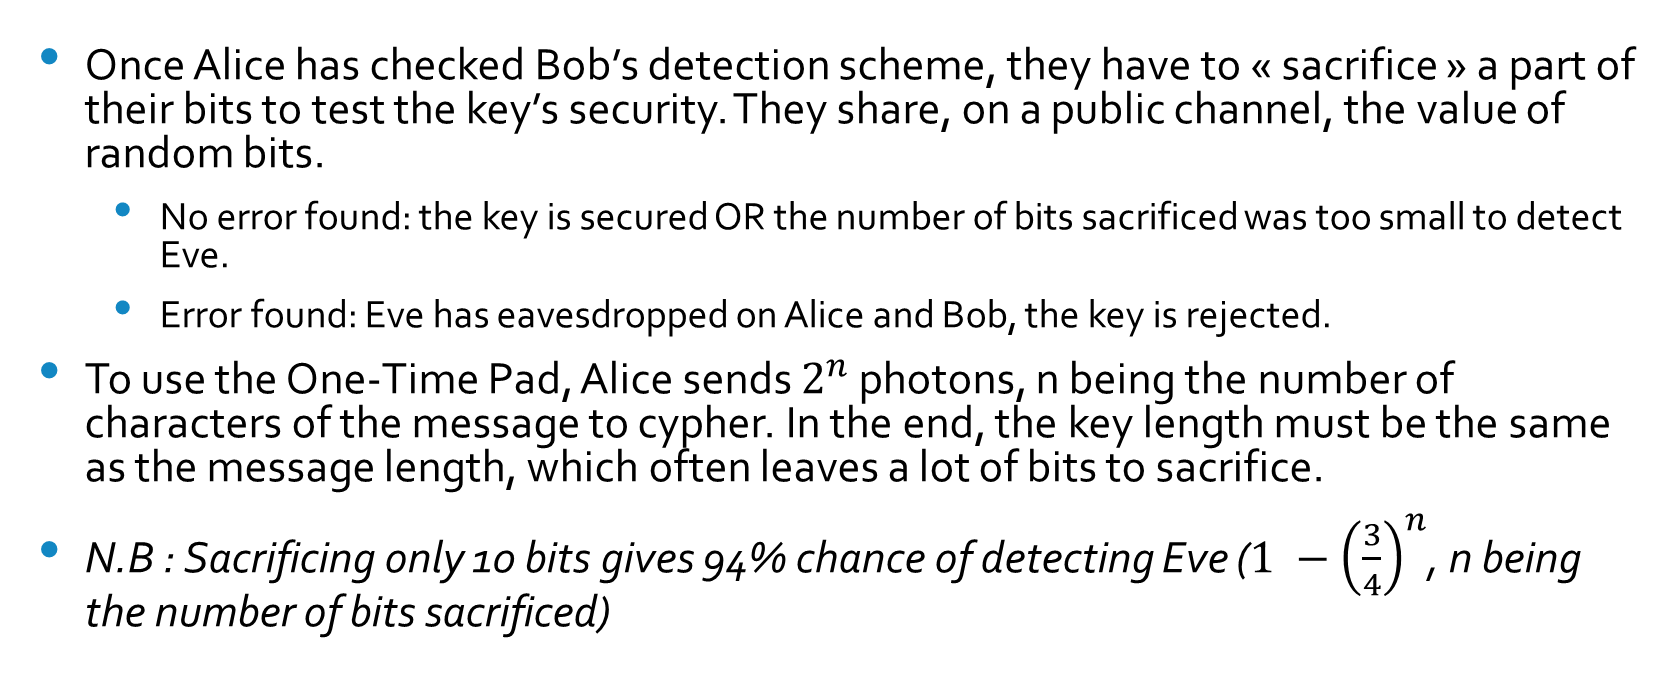 • Once Alice has checked Bob’s detection scheme, they have to « sacrifice » a part of
their bits to test the key’s security. They share, on a public channel, the value of
random bits.
• No error found: the key is secured OR the number of bits sacrificed was too small to detect
Eve.
• Error found: Eve has eavesdropped on Alice and Bob, the key is rejected.
• To use the One-Time Pad, Alice sends $2^n$ photons, n being the number of
characters of the message to cypher. In the end, the key length must be the same
as the message length, which often leaves a lot of bits to sacrifice.
• N.B : Sacrificing only 10 bits gives 94% chance of detecting Eve ($1 - \left(\frac{3}{4}\right)^n$, n being
the number of bits sacrificed)